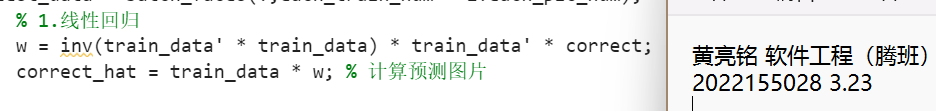 % 1.线性回归
w = inv(train_data' * train_data) * train_data' * correct;
correct_hat = train_data * w; % 计算预测图片
黄亮铭 软件工程（腾班）
2022155028 3.23